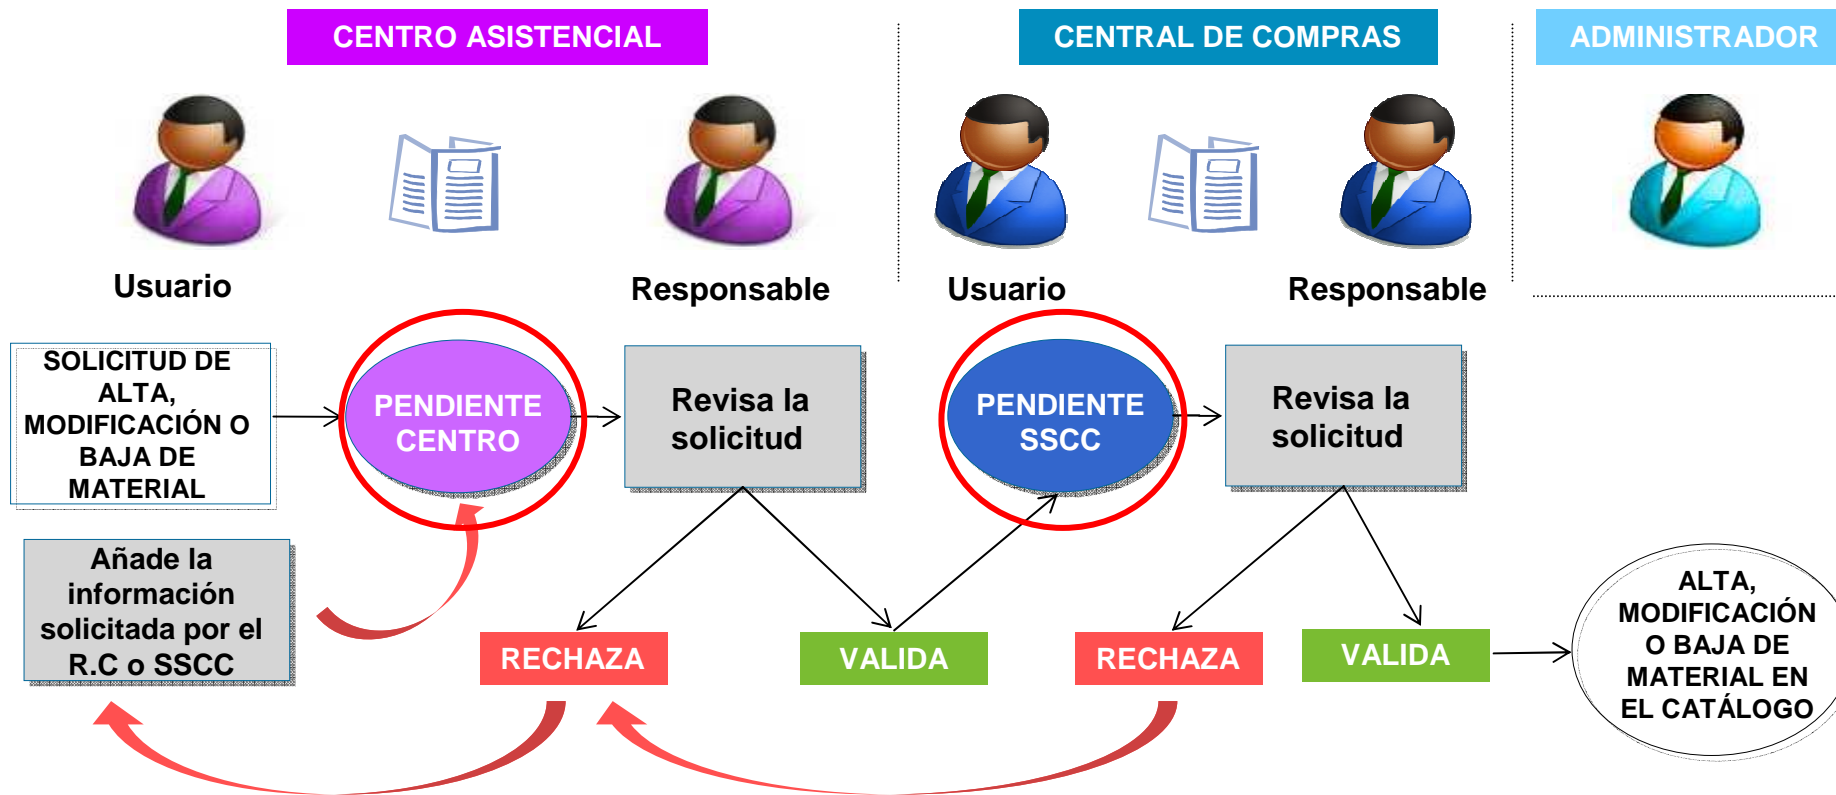 CENTRO ASISTENCIAL
CENTRAL DE COMPRAS
ADMINISTRADOR
Usuario
Responsable
Usuario
Responsable
SOLICITUD DE
ALTA,
MODIFICACIÓN O
BAJA DE
MATERIAL
PENDIENTE
CENTRO
Revisa la
solicitud
PENDIENTE
SSCC
Revisa la
solicitud
Añade la
información
solicitada por el
R.C o SSCC
RECHAZA
VALIDA
RECHAZA
VALIDA
ALTA,
MODIFICACIÓN
O BAJA DE
MATERIAL EN
EL CATÁLOGO